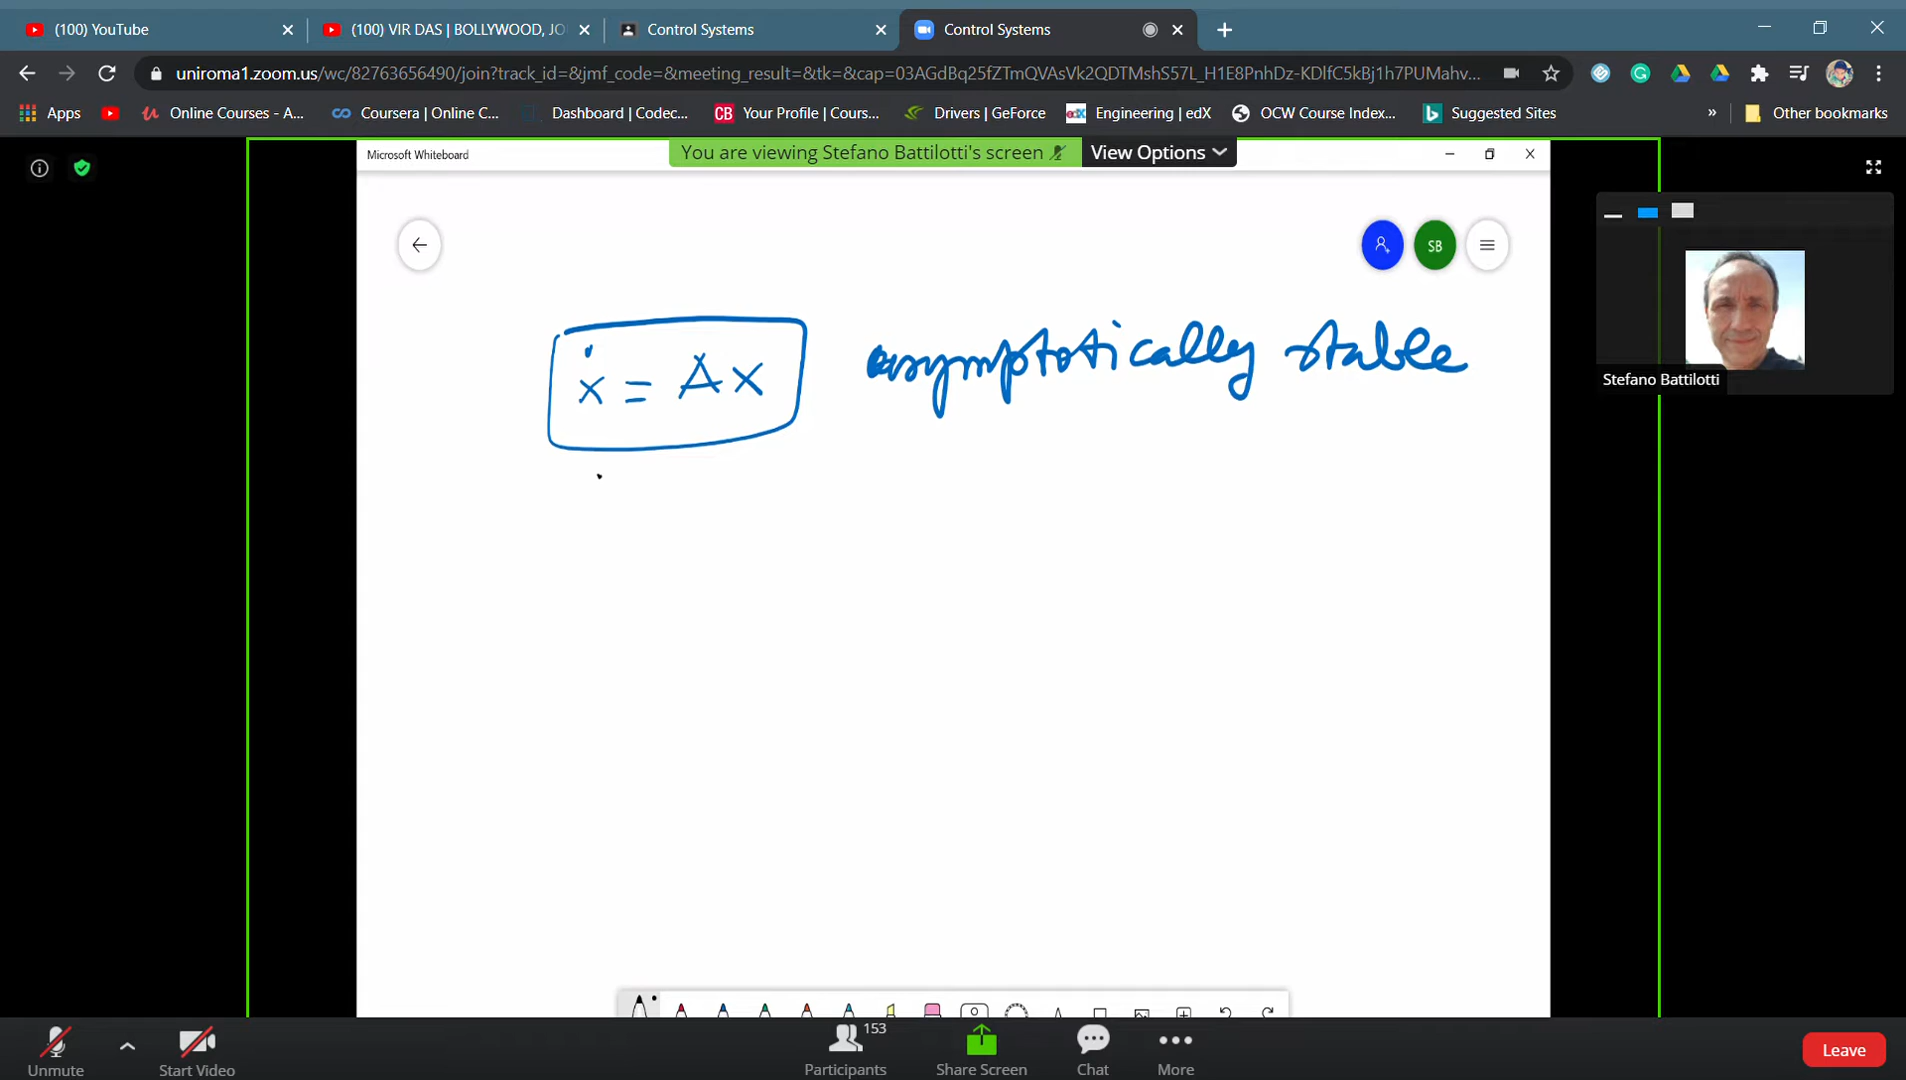 (100) YouTube
(100) VIR DAS | BOLLYWOOD, JO
Control Systems
Control Systems
uniroma1.zoom.us/wc/82763656490/join?track_id=&jmf_code=&meeting_result=&tk=&cap=03AGdBq25fZTmQVAsVk2QDTMshS57L_H1E8PnhDz-KDlfC5kBj1h7PUMahv...
Apps
Online Courses - A...
Coursera | Online C...
Dashboard | Codec...
CB
Your Profile | Cours...
Drivers | GeForce
edX
Engineering | edX
OCW Course Index...
Suggested Sites
»
Other bookmarks
Microsoft Whiteboard
You are viewing Stefano Battilotti's screen
View Options
SB
ẋ = Ax asymptotically stable
Stefano Battilotti
Unmute
Start Video
153
Participants
Share Screen
Chat
More
Leave